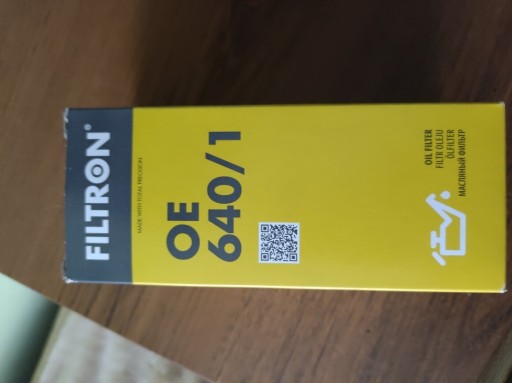 FILTRON®
MADE WITH TOTAL PRECISION
OE
640/1
OIL FILTER
FILTR OLEJU
ÖLFILTER
МАСЛЯНЫЙ ФИЛЬТР